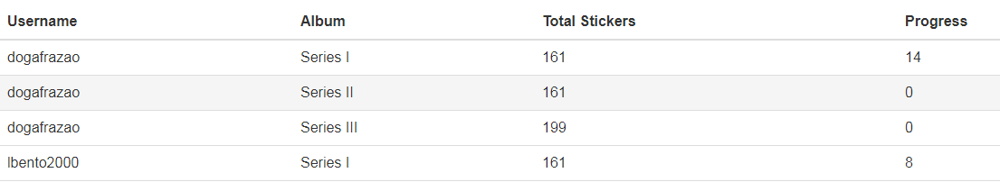 Username Album Total Stickers Progress
dogafrazao Series I 161 14
dogafrazao Series II 161 0
dogafrazao Series III 199 0
lbento2000 Series I 161 8